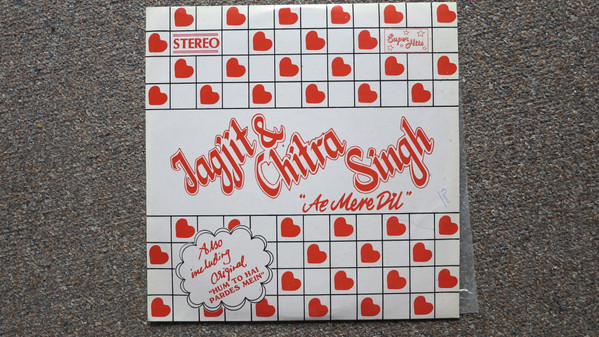 STEREO
Super Hits
Jagjit &
Chitra
Singh
"Ae Mere Dil"
Also
including
Original
"HUM TO HAI
PARDES MEIN"